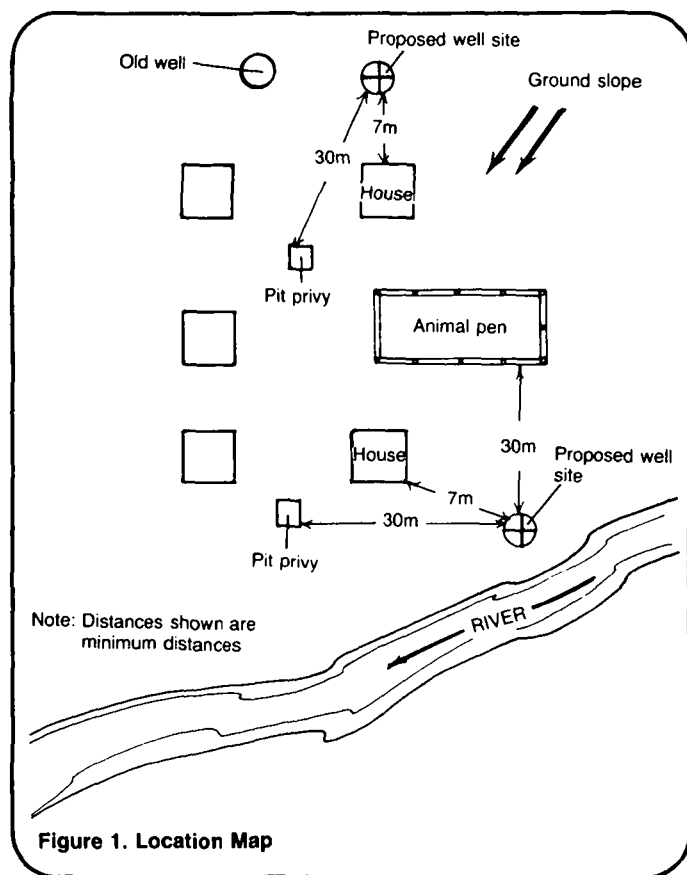 Proposed well site
Old well
Ground slope
7m
30m
House
Pit privy
Animal pen
House
30m
Proposed well
site
7m
30m
Pit privy
Note: Distances shown are
minimum distances
RIVER
Figure 1. Location Map